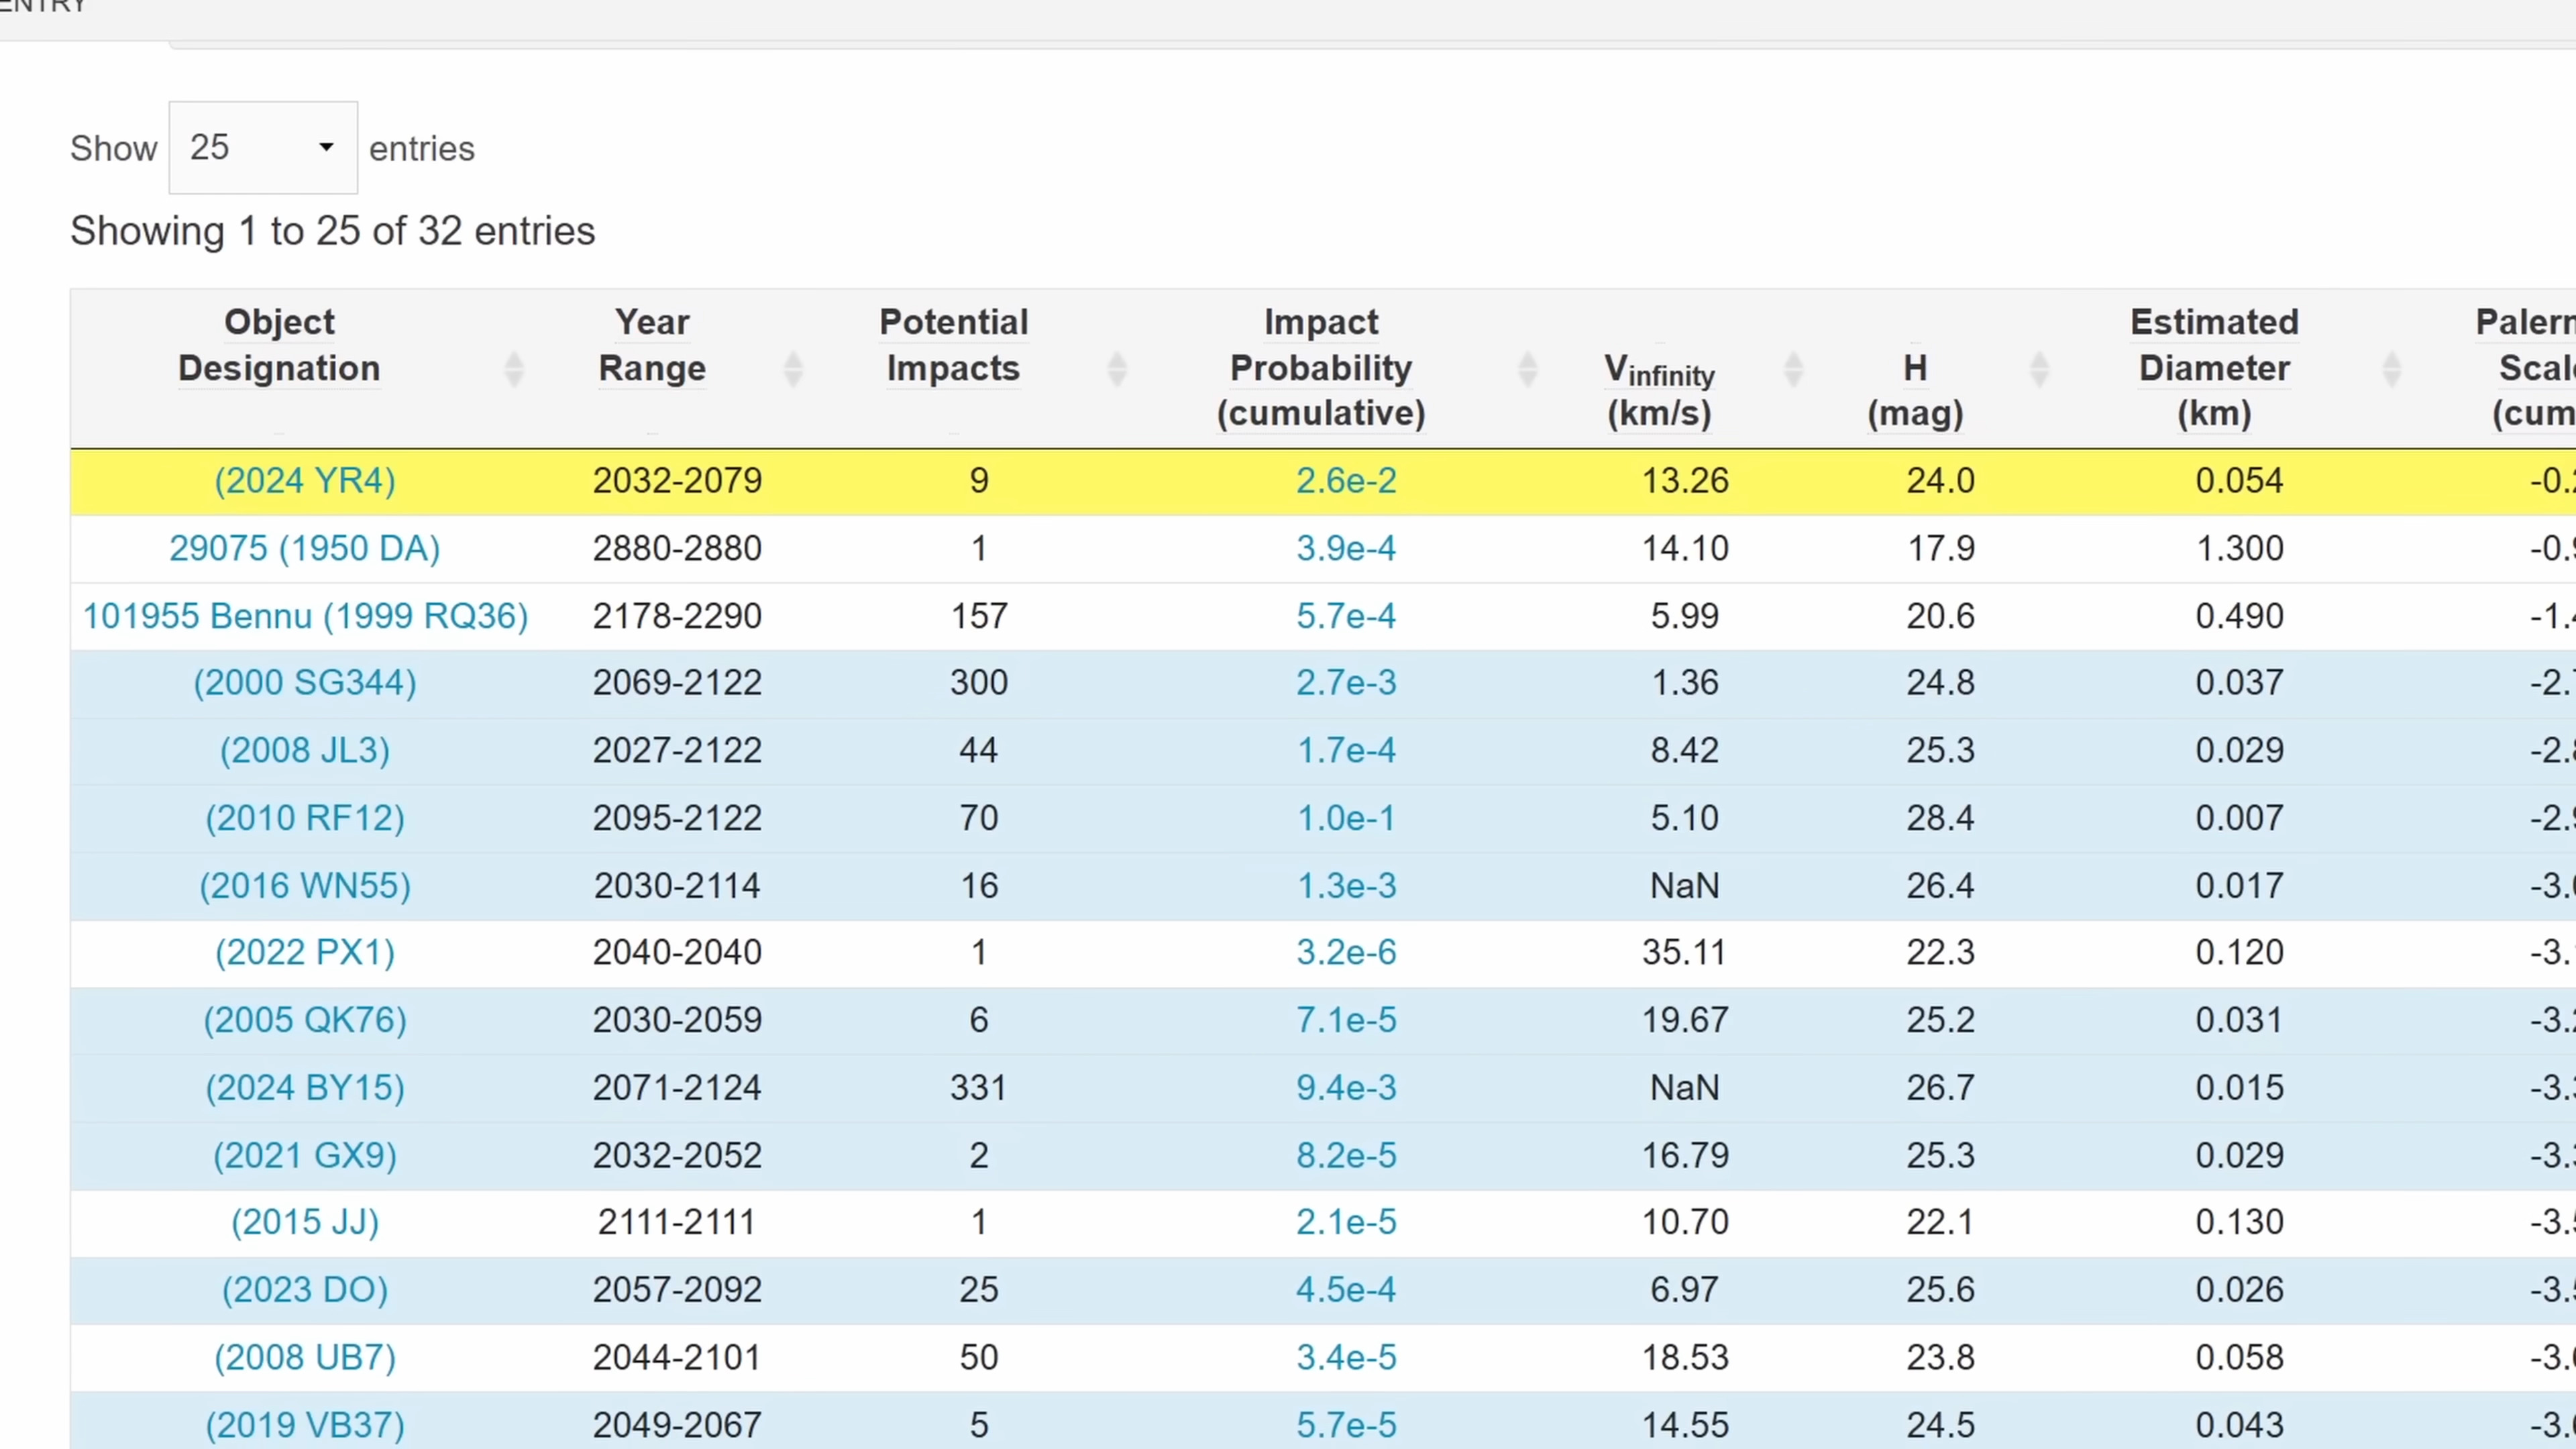 ENTRY
Show 25 entries
Showing 1 to 25 of 32 entries
Object Designation Year Range Potential Impacts Impact Probability (cumulative) Vinfinity (km/s) H (mag) Estimated Diameter (km)
(2024 YR4) 2032-2079 9 2.6e-2 13.26 24.0 0.054
29075 (1950 DA) 2880-2880 1 3.9e-4 14.10 17.9 1.300
101955 Bennu (1999 RQ36) 2178-2290 157 5.7e-4 5.99 20.6 0.490
(2000 SG344) 2069-2122 300 2.7e-3 1.36 24.8 0.037
(2008 JL3) 2027-2122 44 1.7e-4 8.42 25.3 0.029
(2010 RF12) 2095-2122 70 1.0e-1 5.10 28.4 0.007
(2016 WN55) 2030-2114 16 1.3e-3 NaN 26.4 0.017
(2022 PX1) 2040-2040 1 3.2e-6 35.11 22.3 0.120
(2005 QK76) 2030-2059 6 7.1e-5 19.67 25.2 0.031
(2024 BY15) 2071-2124 331 9.4e-3 NaN 26.7 0.015
(2021 GX9) 2032-2052 2 8.2e-5 16.79 25.3 0.029
(2015 JJ) 2111-2111 1 2.1e-5 10.70 22.1 0.130
(2023 DO) 2057-2092 25 4.5e-4 6.97 25.6 0.026
(2008 UB7) 2044-2101 50 3.4e-5 18.53 23.8 0.058
(2019 VB37) 2049-2067 5 5.7e-5 14.55 24.5 0.043